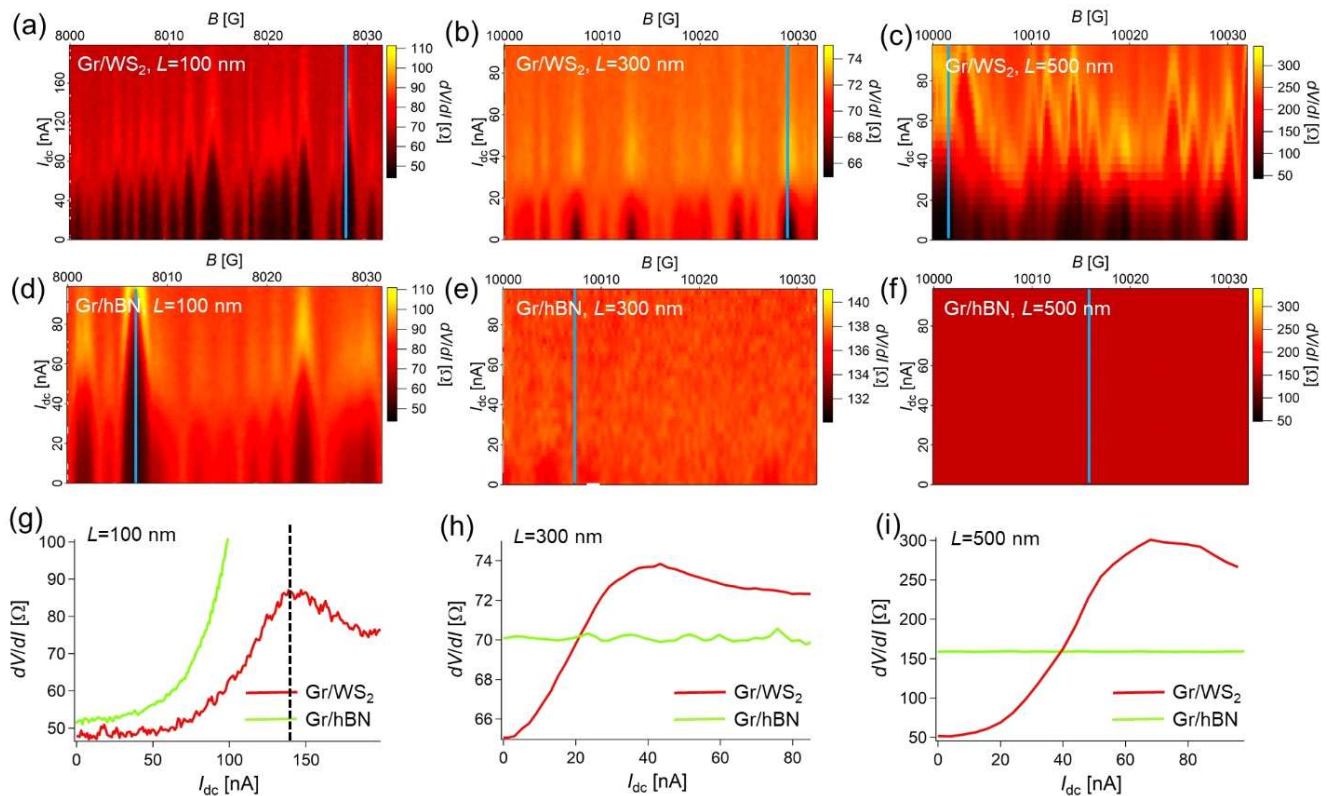 (a)
B [G]
8000 8010 8020 8030
Gr/WS₂, L=100 nm
I_dc [nA]
0 40 80 120 160
dV/dI [Ω]
110 100 90 80 70 60 50
(b)
B [G]
10000 10010 10020 10030
Gr/WS₂, L=300 nm
I_dc [nA]
0 20 40 60 80
dV/dI [Ω]
74 72 70 68 66
(c)
B [G]
10000 10010 10020 10030
Gr/WS₂, L=500 nm
I_dc [nA]
0 20 40 60 80
dV/dI [Ω]
300 250 200 150 100 50
(d)
B [G]
8000 8010 8020 8030
Gr/hBN, L=100 nm
I_dc [nA]
0 20 40 60 80
dV/dI [Ω]
110 100 90 80 70 60 50
(e)
B [G]
10000 10010 10020 10030
Gr/hBN, L=300 nm
I_dc [nA]
0 20 40 60 80
dV/dI [Ω]
140 138 136 134 132
(f)
B [G]
10000 10010 10020 10030
Gr/hBN, L=500 nm
I_dc [nA]
0 20 40 60 80
dV/dI [Ω]
300 250 200 150 100 50
(g)
L=100 nm
dV/dI [Ω]
100 90 80 70 60 50
Gr/WS₂
Gr/hBN
0 50 100 150
I_dc [nA]
(h)
L=300 nm
dV/dI [Ω]
74 72 70 68 66
Gr/WS₂
Gr/hBN
0 20 40 60 80
I_dc [nA]
(i)
L=500 nm
dV/dI [Ω]
300 250 200 150 100 50
Gr/WS₂
Gr/hBN
0 20 40 60 80
I_dc [nA]